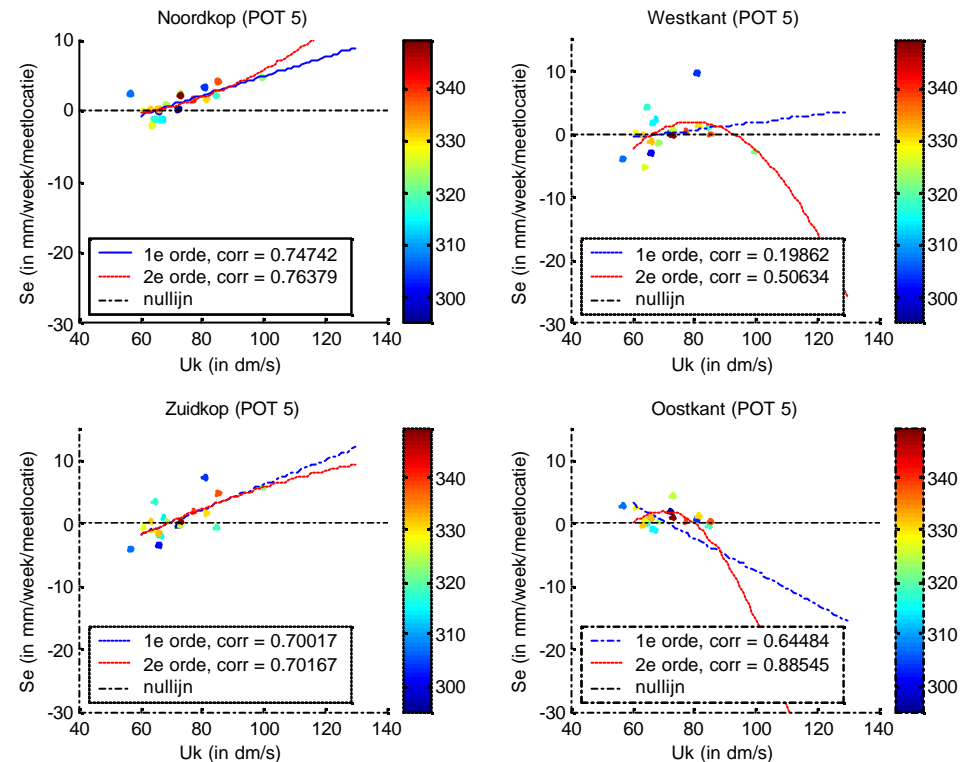 Noordkop (POT 5)
Se (in mm/week/meetlocatie)
10
0
-10
-20
-30
1e orde, corr = 0.74742
2e orde, corr = 0.76379
nullijn
40 60 80 100 120 140
Uk (in dm/s)
340
330
320
310
300
Westkant (POT 5)
Se (in mm/week/meetlocatie)
10
0
-10
-20
-30
1e orde, corr = 0.19862
2e orde, corr = 0.50634
nullijn
40 60 80 100 120 140
Uk (in dm/s)
340
330
320
310
300
Zuidkop (POT 5)
Se (in mm/week/meetlocatie)
10
0
-10
-20
-30
1e orde, corr = 0.70017
2e orde, corr = 0.70167
nullijn
40 60 80 100 120 140
Uk (in dm/s)
340
330
320
310
300
Oostkant (POT 5)
Se (in mm/week/meetlocatie)
10
0
-10
-20
-30
1e orde, corr = 0.64484
2e orde, corr = 0.88545
nullijn
40 60 80 100 120 140
Uk (in dm/s)
340
330
320
310
300